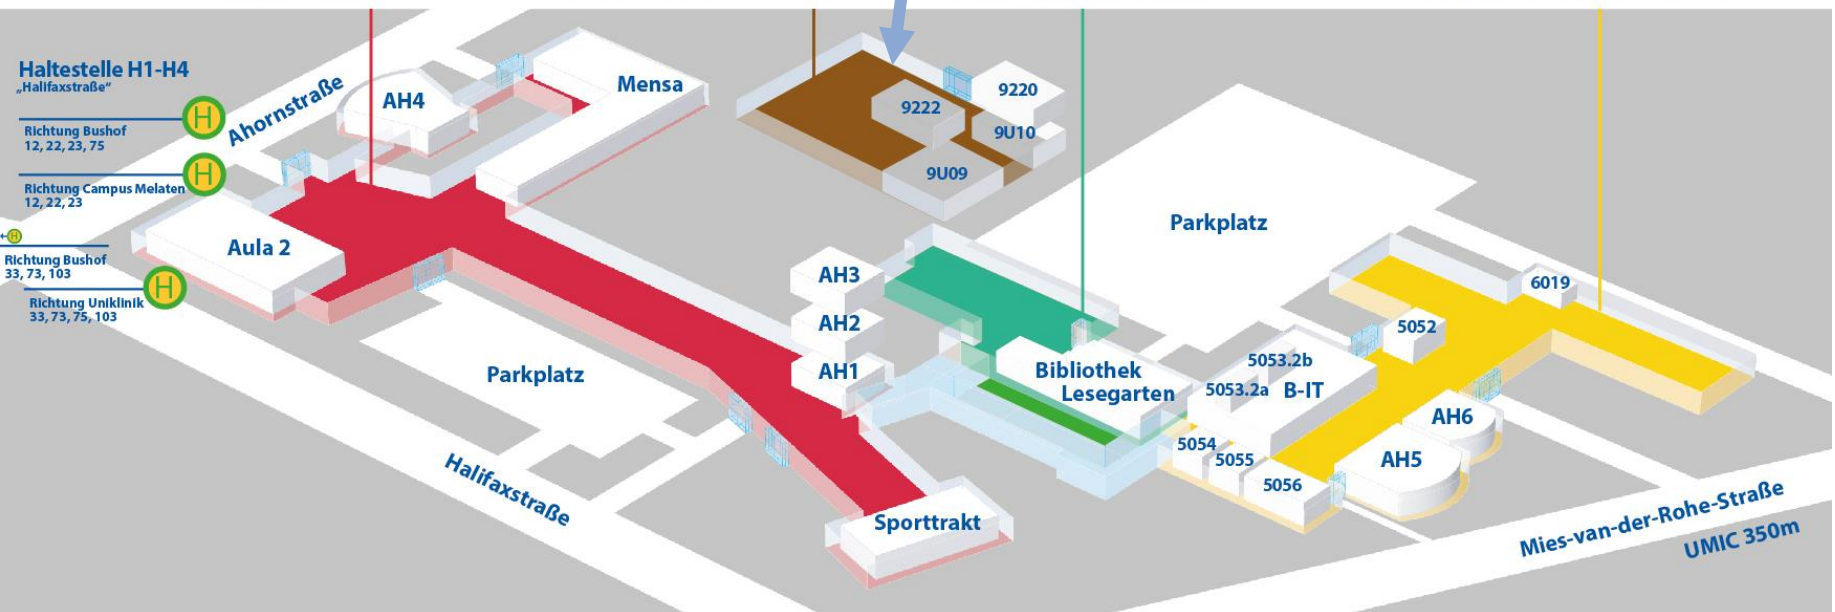 Haltestelle H1-H4
„Halifaxstraße“
H
Richtung Bushof
12, 22, 23, 75
H
Richtung Campus Melaten
12, 22, 23
H
Richtung Bushof
33, 73, 103
H
Richtung Uniklinik
33, 73, 75, 103
Ahornstraße
AH4
Mensa
Aula 2
Parkplatz
Halifaxstraße
9222
9220
9U10
9U09
AH3
AH2
AH1
Sporttrakt
Parkplatz
Bibliothek
Lesegarten
6019
5052
5053.2b
5053.2a
B-IT
5054
5055
5056
AH6
AH5
Mies-van-der-Rohe-Straße
UMIC 350m